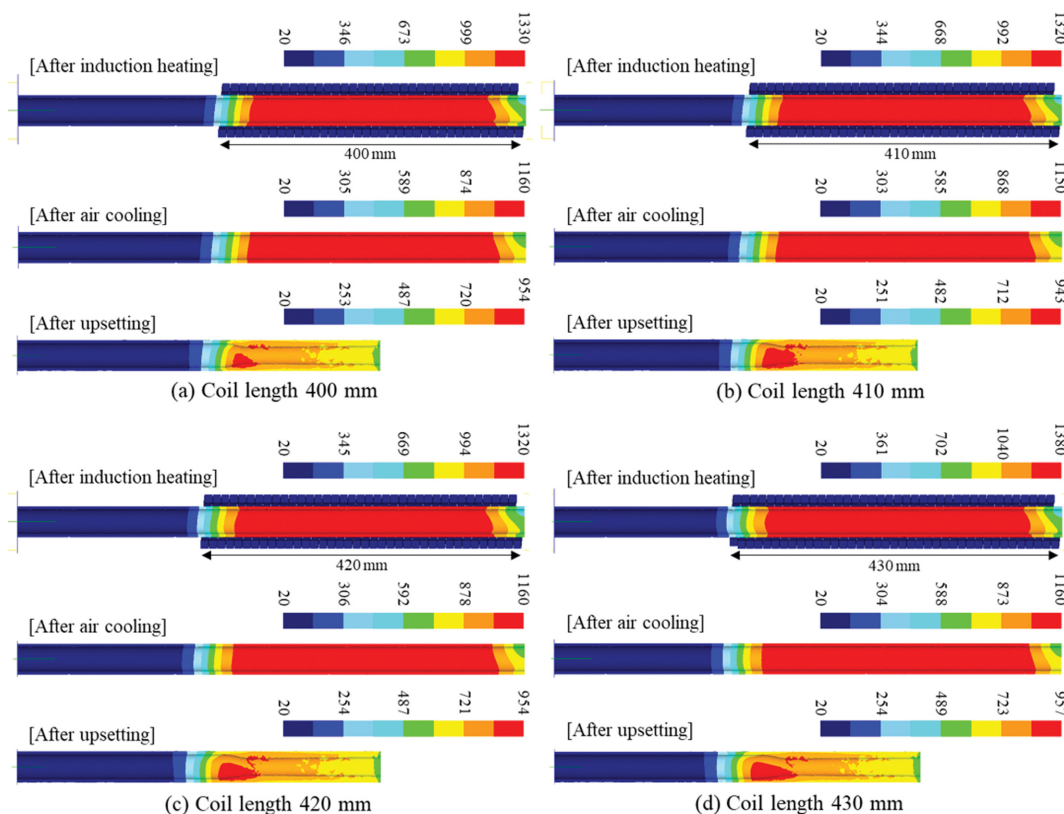 20 346 673 999 1330
[After induction heating]
400 mm
20 305 589 874 1160
[After air cooling]
20 253 487 720 954
[After upsetting]
(a) Coil length 400 mm
20 344 668 992 1320
[After induction heating]
410 mm
20 303 585 868 1150
[After air cooling]
20 251 482 712 943
[After upsetting]
(b) Coil length 410 mm
20 345 669 994 1320
[After induction heating]
420 mm
20 306 592 878 1160
[After air cooling]
20 254 487 721 954
[After upsetting]
(c) Coil length 420 mm
20 361 702 1040 1380
[After induction heating]
430 mm
20 304 588 873 1160
[After air cooling]
20 254 489 723 957
[After upsetting]
(d) Coil length 430 mm